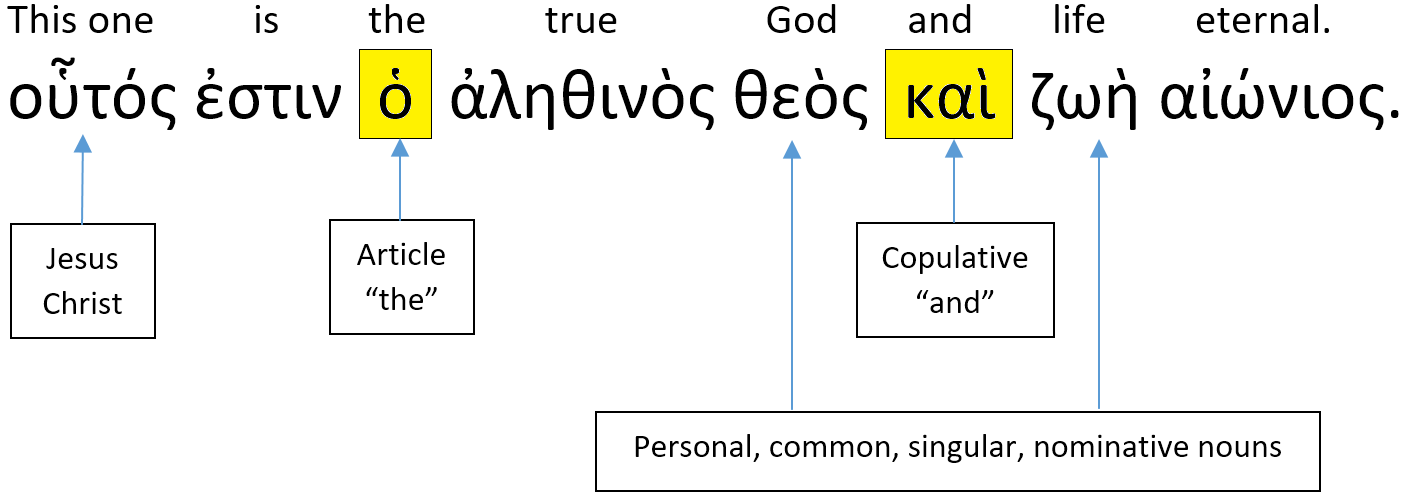 This one is the true God and life eternal.
οὗτός ἐστιν ὁ ἀληθινὸς θεὸς καὶ ζωὴ αἰώνιος.
Jesus
Christ
Article
“the”
Copulative
“and”
Personal, common, singular, nominative nouns